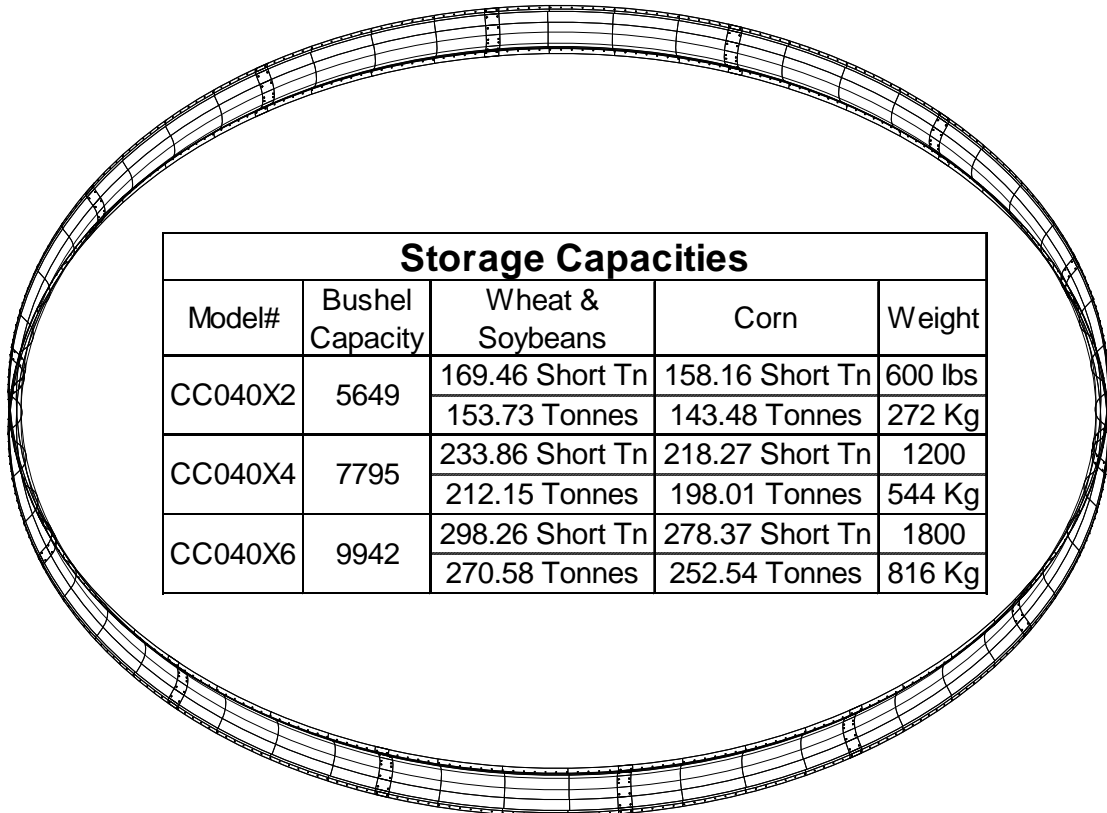 Storage Capacities
Model# Bushel Capacity Wheat & Soybeans Corn Weight
CC040X2 5649 169.46 Short Tn 158.16 Short Tn 600 lbs
153.73 Tonnes 143.48 Tonnes 272 Kg
CC040X4 7795 233.86 Short Tn 218.27 Short Tn 1200
212.15 Tonnes 198.01 Tonnes 544 Kg
CC040X6 9942 298.26 Short Tn 278.37 Short Tn 1800
270.58 Tonnes 252.54 Tonnes 816 Kg